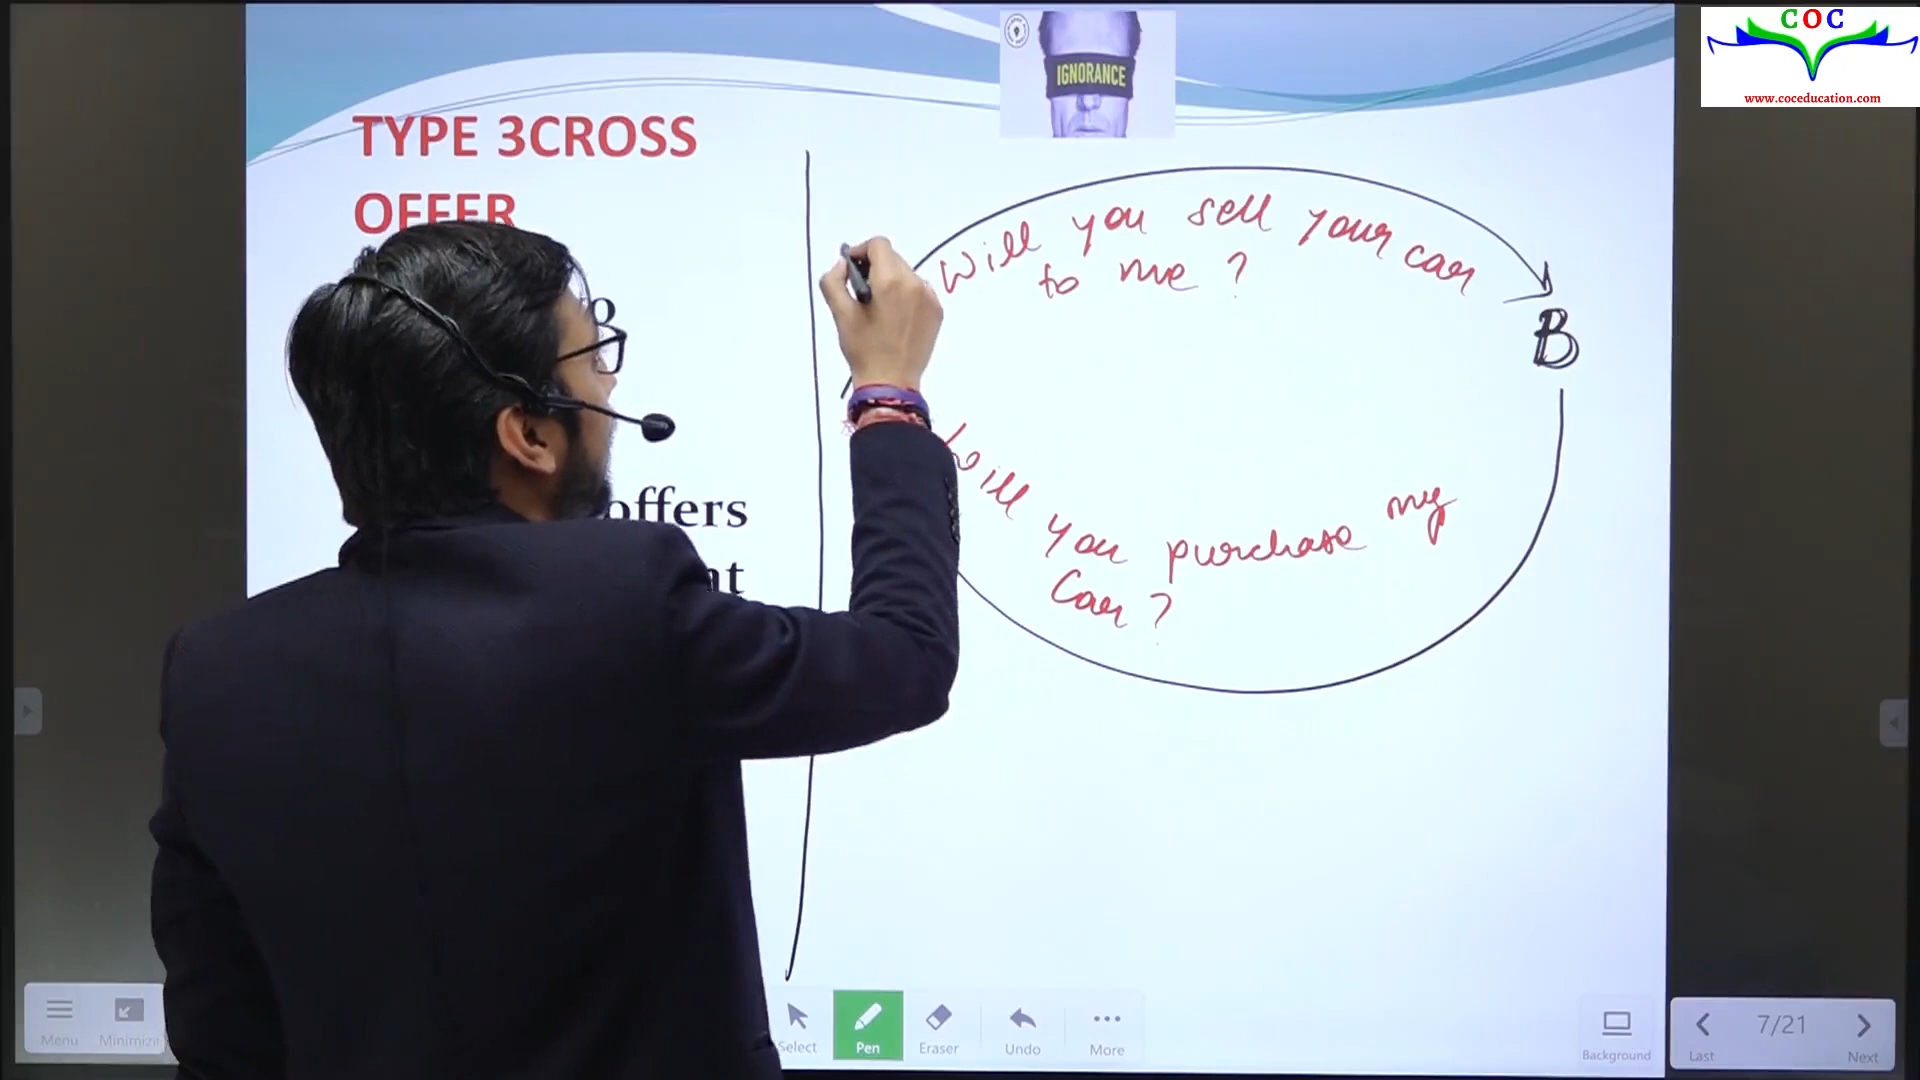 COC
www.coceducation.com
IGNORANCE
TYPE 3CROSS
OFFER
offers
Will you sell your car
to me ?
B
Will you purchase my
Car ?
Menu
Minimize
Select
Pen
Eraser
Undo
More
Background
Last
7/21
Next